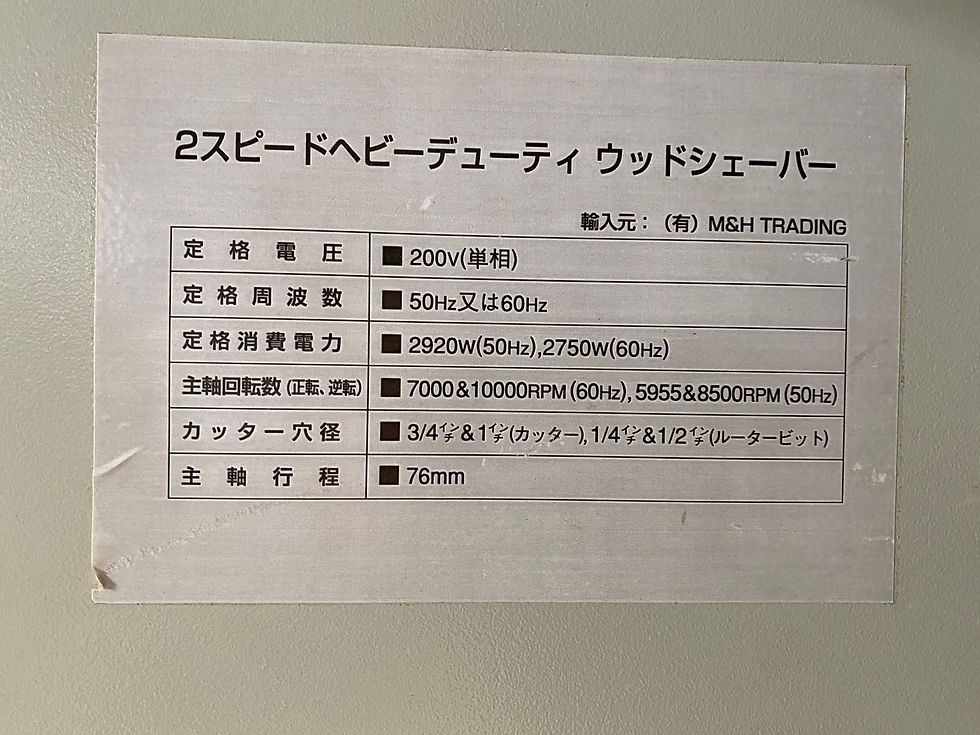 2スピードヘビーデューティ ウッドシェーバー
輸入元：（有）M&H TRADING
定格電圧 ■ 200V(単相)
定格周波数 ■ 50Hz又は60Hz
定格消費電力 ■ 2920W(50Hz),2750W(60Hz)
主軸回転数(正転、逆転) ■ 7000&10000RPM(60Hz),5955&8500RPM(50Hz)
カッター穴径 ■ 3/4インチ&1インチ(カッター),1/4インチ&1/2インチ(ルータービット)
主軸行程 ■ 76mm